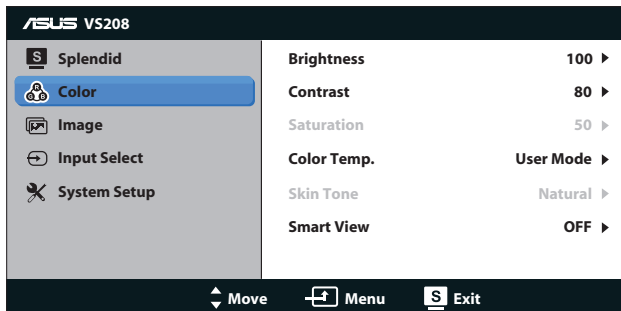 ASUS VS208
S Splendid
R G B Color
Image
Input Select
System Setup
Brightness 100
Contrast 80
Saturation 50
Color Temp. User Mode
Skin Tone Natural
Smart View OFF
Move Menu S Exit